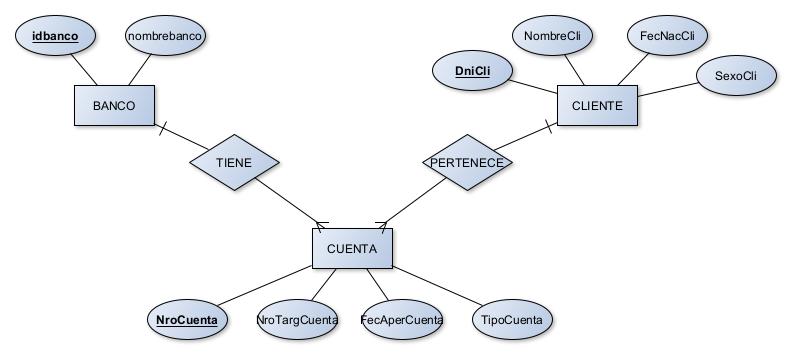 idbanco
nombrebanco
NombreCli
FecNacCli
DniCli
SexoCli
BANCO
CLIENTE
TIENE
PERTENECE
CUENTA
NroCuenta
NroTargCuenta
FecAperCuenta
TipoCuenta